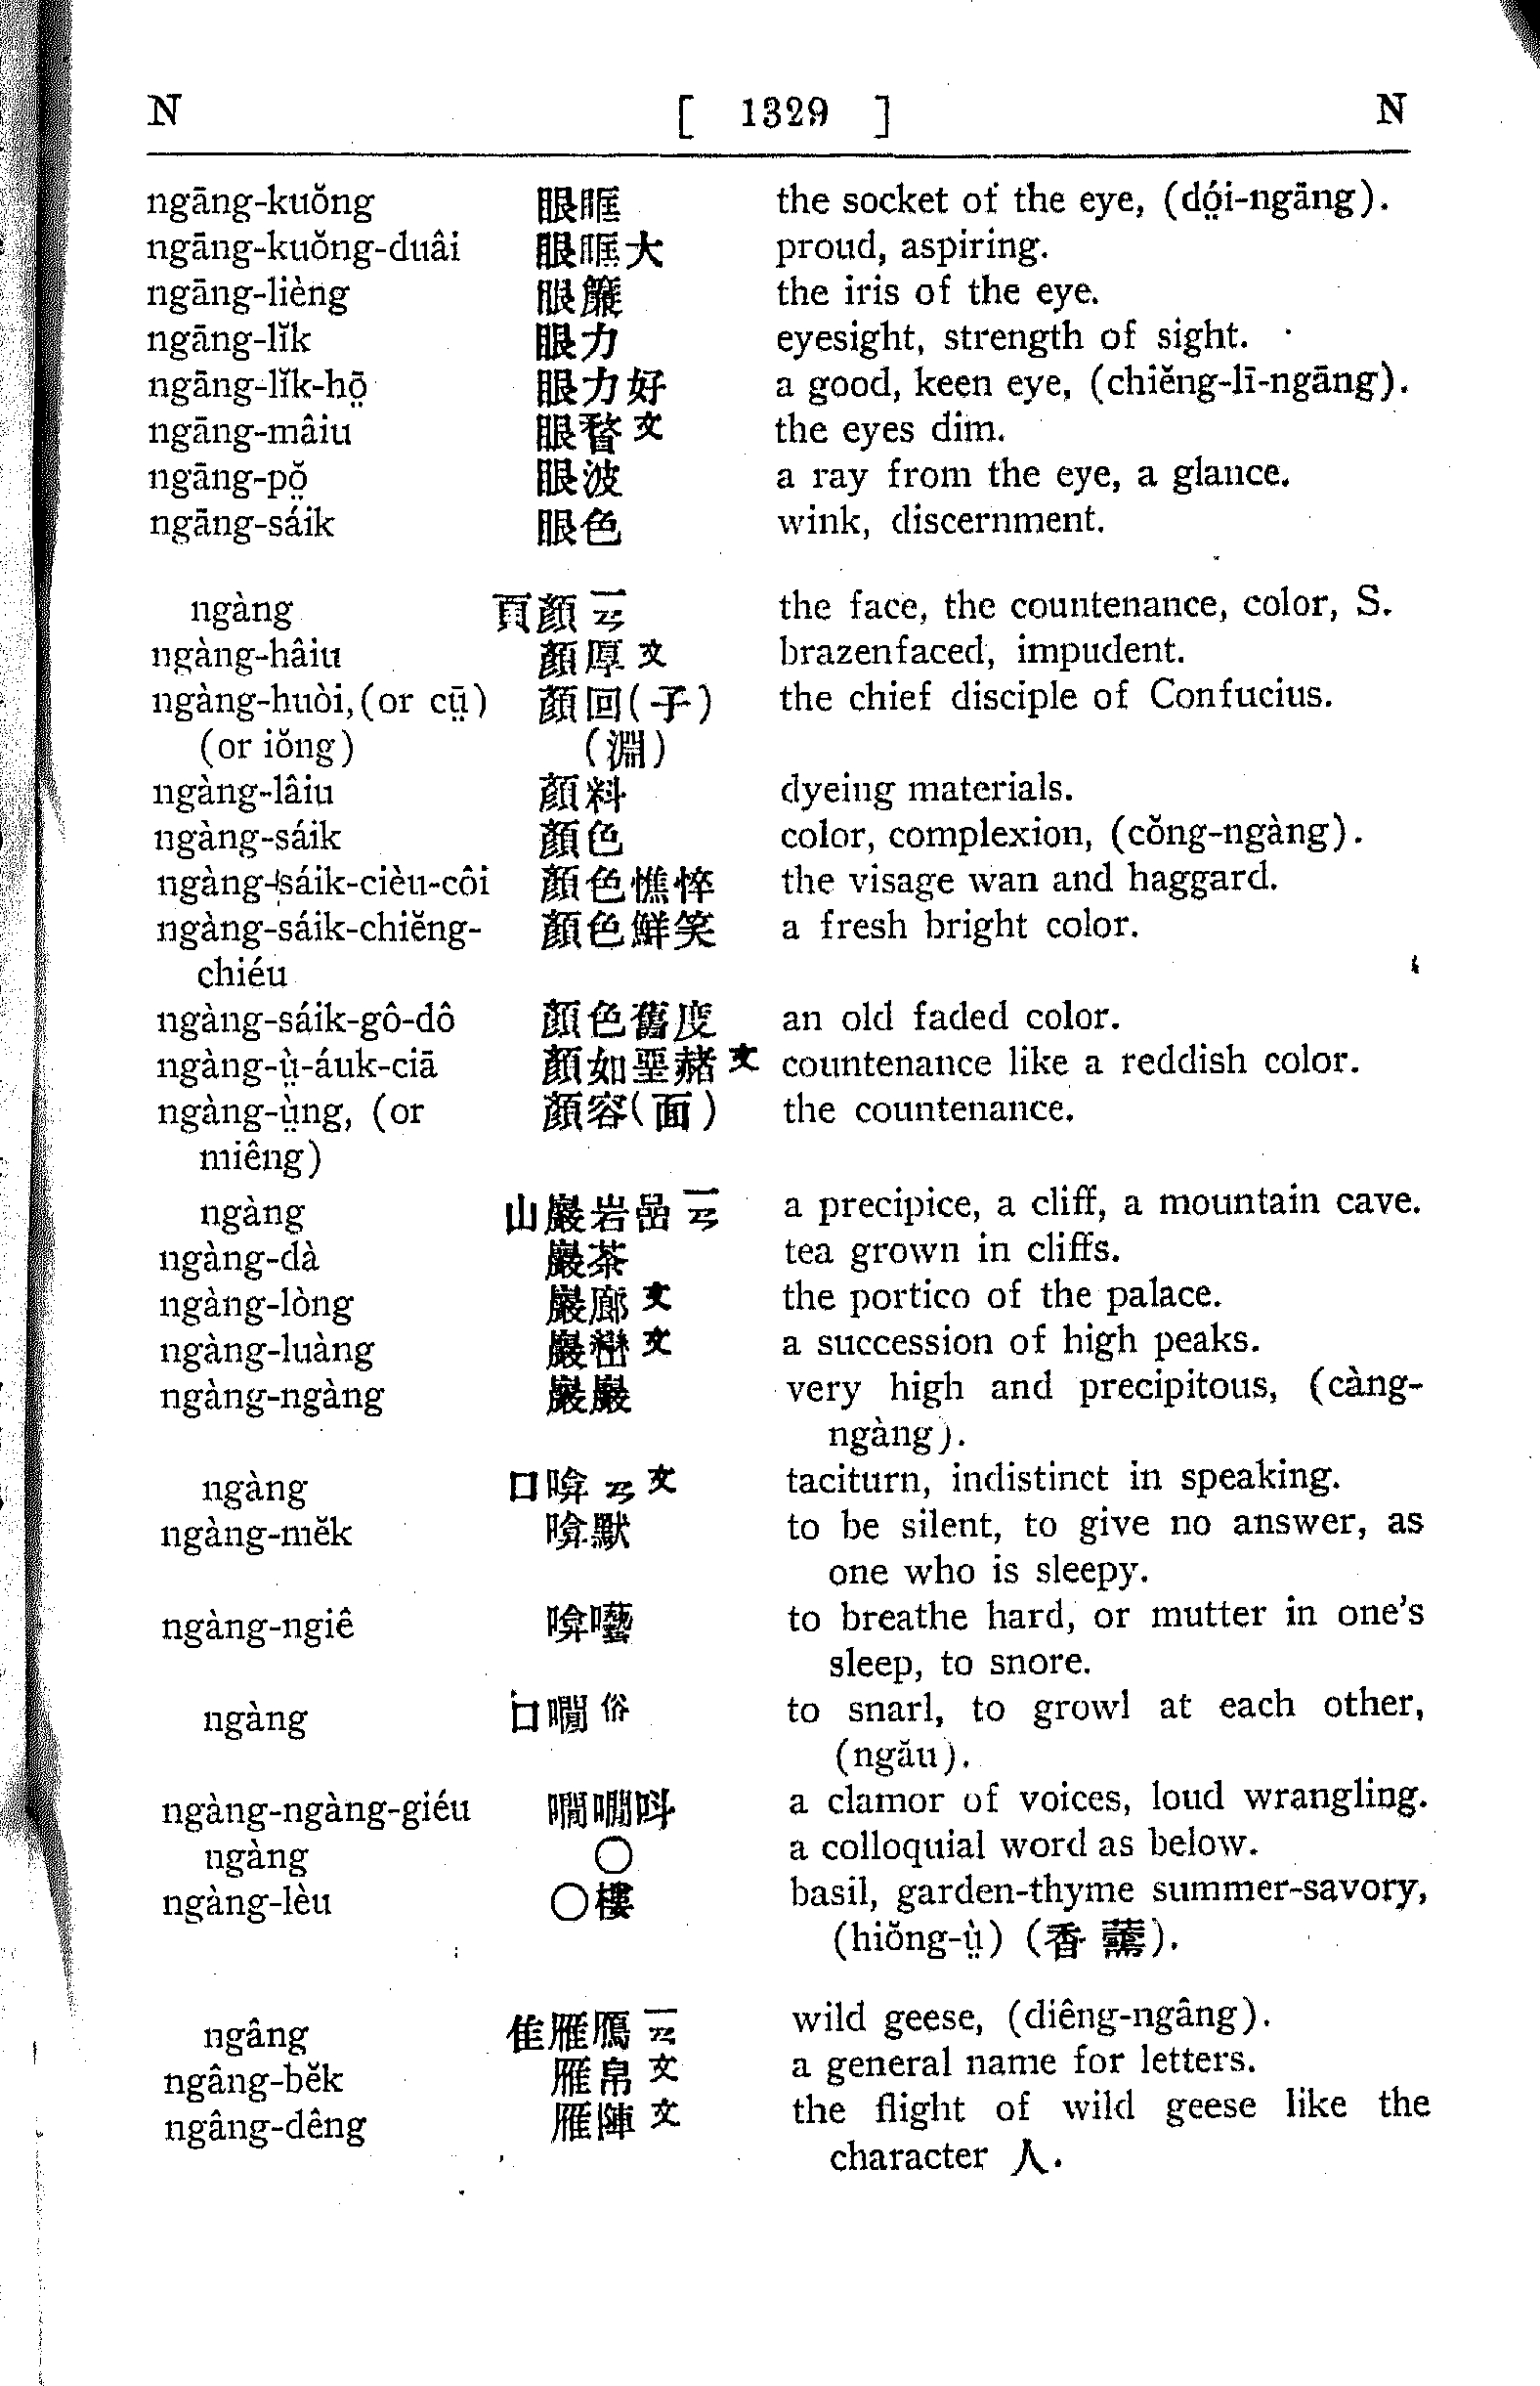 N [ 1329 ] N
ngāng-kuŏng 眼眶 the socket of the eye, (dó̤i-ngāng).
ngāng-kuŏng-duâi 眼眶大 proud, aspiring.
ngāng-lièng 眼簾 the iris of the eye.
ngāng-lĭk 眼力 eyesight, strength of sight.
ngāng-lĭk-hō̤ 眼力好 a good, keen eye, (chiĕng-lī-ngāng).
ngāng-mâiu 眼瞀文 the eyes dim.
ngāng-pŏ̤ 眼波 a ray from the eye, a glance.
ngāng-sáik 眼色 wink, discernment.
ngàng 頁顏 the face, the countenance, color, S.
ngàng-hâiu 顏厚文 brazenfaced, impudent.
ngàng-huòi,(or cṳ̄) 顏回(子) the chief disciple of Confucius.
(or iŏng) (淵)
ngàng-lâiu 顏料 dyeing materials.
ngàng-sáik 顏色 color, complexion, (cŏng-ngàng).
ngàng-sáik-cièu-côi 顏色憔悴 the visage wan and haggard.
ngàng-sáik-chiĕng- 顏色鮮笑 a fresh bright color.
chiéu
ngàng-sáik-gô-dô 顏色舊度 an old faded color.
ngàng-ṳ̀-áuk-ciā 顏如堊赭文 countenance like a reddish color.
ngàng-ṳ̀ng, (or 顏容(面) the countenance.
miêng)
ngàng 山巖岩嵒 a precipice, a cliff, a mountain cave.
ngàng-dà 巖茶 tea grown in cliffs.
ngàng-lòng 巖廊文 the portico of the palace.
ngàng-luàng 巖巒文 a succession of high peaks.
ngàng-ngàng 巖巖 very high and precipitous, (càng-
ngàng).
ngàng 口噞 文 taciturn, indistinct in speaking.
ngàng-mĕk 默 to be silent, to give no answer, as
one who is sleepy.
ngàng-ngiê 囈 to breathe hard, or mutter in one's
sleep, to snore.
ngàng 口 俗 to snarl, to growl at each other,
(ngău).
ngàng-ngàng-giéu a clamor of voices, loud wrangling.
ngàng ○ a colloquial word as below.
ngàng-lèu ○樓 basil, garden-thyme summer-savory,
(hiŏng-ṳ̀) (香 ).
ngâng 隹雁鴈 wild geese, (diêng-ngâng).
ngâng-bĕk 雁帛文 a general name for letters.
ngâng-dêng 雁陣文 the flight of wild geese like the
character 人.